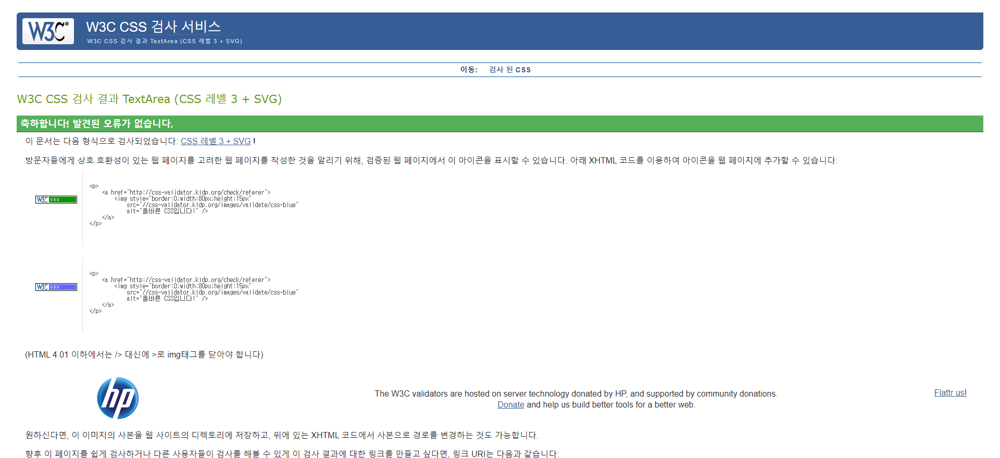 W3C®
W3C CSS 검사 서비스
W3C CSS 검사 결과 TextArea (CSS 레벨 3 + SVG)
이동: 검사 된 CSS
W3C CSS 검사 결과 TextArea (CSS 레벨 3 + SVG)
축하합니다! 발견된 오류가 없습니다.
이 문서는 다음 형식으로 검사되었습니다: CSS 레벨 3 + SVG !
방문자들에게 상호 호환성이 있는 웹 페이지를 고려한 웹 페이지를 작성한 것을 알리기 위해, 검증된 웹 페이지에서 이 아이콘을 표시할 수 있습니다. 아래 XHTML 코드를 이용하여 아이콘을 웹 페이지에 추가할 수 있습니다:
W3C css
<p>
<a href="http://css-validator.kldp.org/check/referer">
<img style="border:0;width:80px;height:15px"
src="//css-validator.kldp.org/images/validate/css-blue"
alt="올바른 CSS입니다!" />
</a>
</p>
W3C css
<p>
<a href="http://css-validator.kldp.org/check/referer">
<img style="border:0;width:80px;height:15px"
src="//css-validator.kldp.org/images/validate/css-blue"
alt="올바른 CSS입니다!" />
</a>
</p>
(HTML 4.01 이하에서는 /> 대신에 >로 img태그를 닫아야 합니다)
hp
The W3C validators are hosted on server technology donated by HP, and supported by community donations.
Donate and help us build better tools for a better web.
Flattr us!
원하신다면, 이 이미지의 사본을 웹 사이트의 디렉토리에 저장하고, 위에 있는 XHTML 코드에서 사본으로 경로를 변경하는 것도 가능합니다.
향후 이 페이지를 쉽게 검사하거나 다른 사용자들이 검사를 해볼 수 있게 이 검사 결과에 대한 링크를 만들고 싶다면, 링크 URI는 다음과 같습니다: